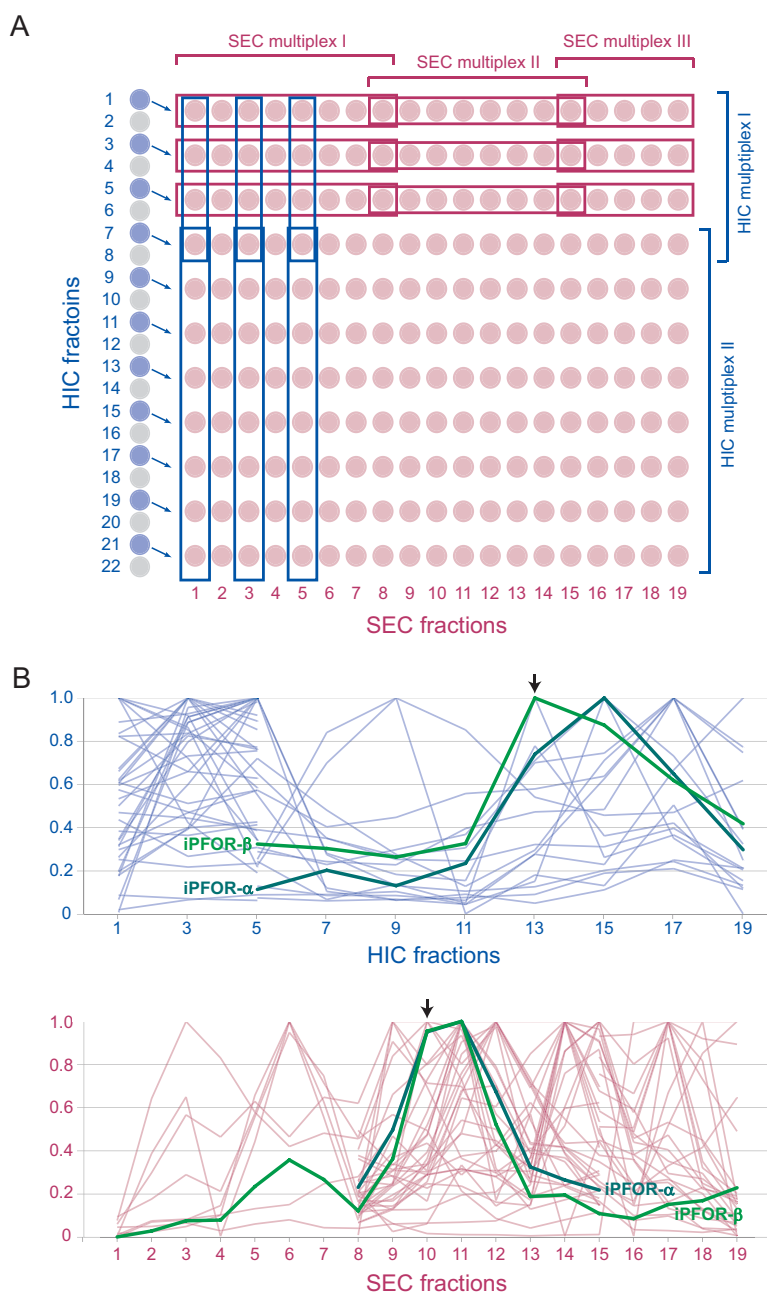 A
SEC multiplex I
SEC multiplex II
SEC multiplex III
HIC fractoins
1
2
3
4
5
6
7
8
9
10
11
12
13
14
15
16
17
18
19
20
21
22
HIC mulptiplex I
HIC mulptiplex II
1 2 3 4 5 6 7 8 9 10 11 12 13 14 15 16 17 18 19
SEC fractions
B
1.0
0.8
0.6
0.4
0.2
0
iPFOR-β
iPFOR-α
1 3 5 7 9 11 13 15 17 19
HIC fractions
1.0
0.8
0.6
0.4
0.2
0
iPFOR-α
iPFOR-β
1 2 3 4 5 6 7 8 9 10 11 12 13 14 15 16 17 18 19
SEC fractions